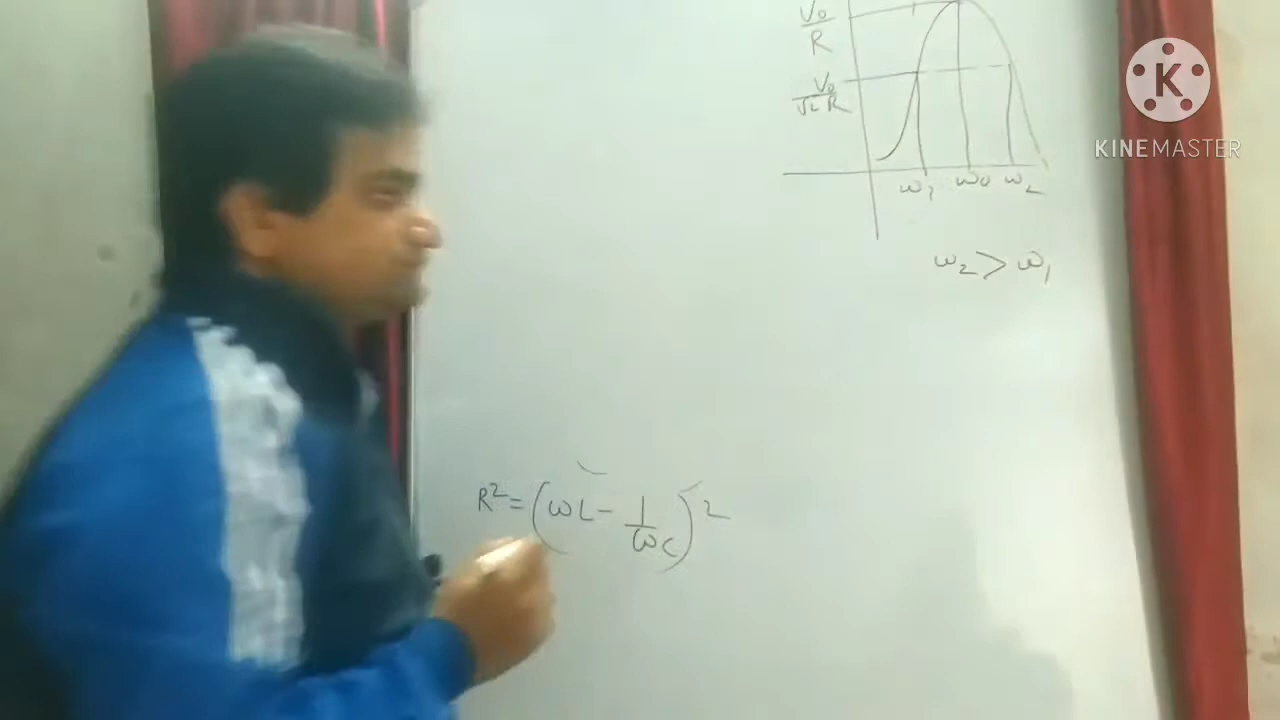 V₀/R
V₀/√2 R
ω₁ ω₀ ω₂
ω₂ > ω₁
R² = (ωL - 1/ωC)²
K
KINEMASTER